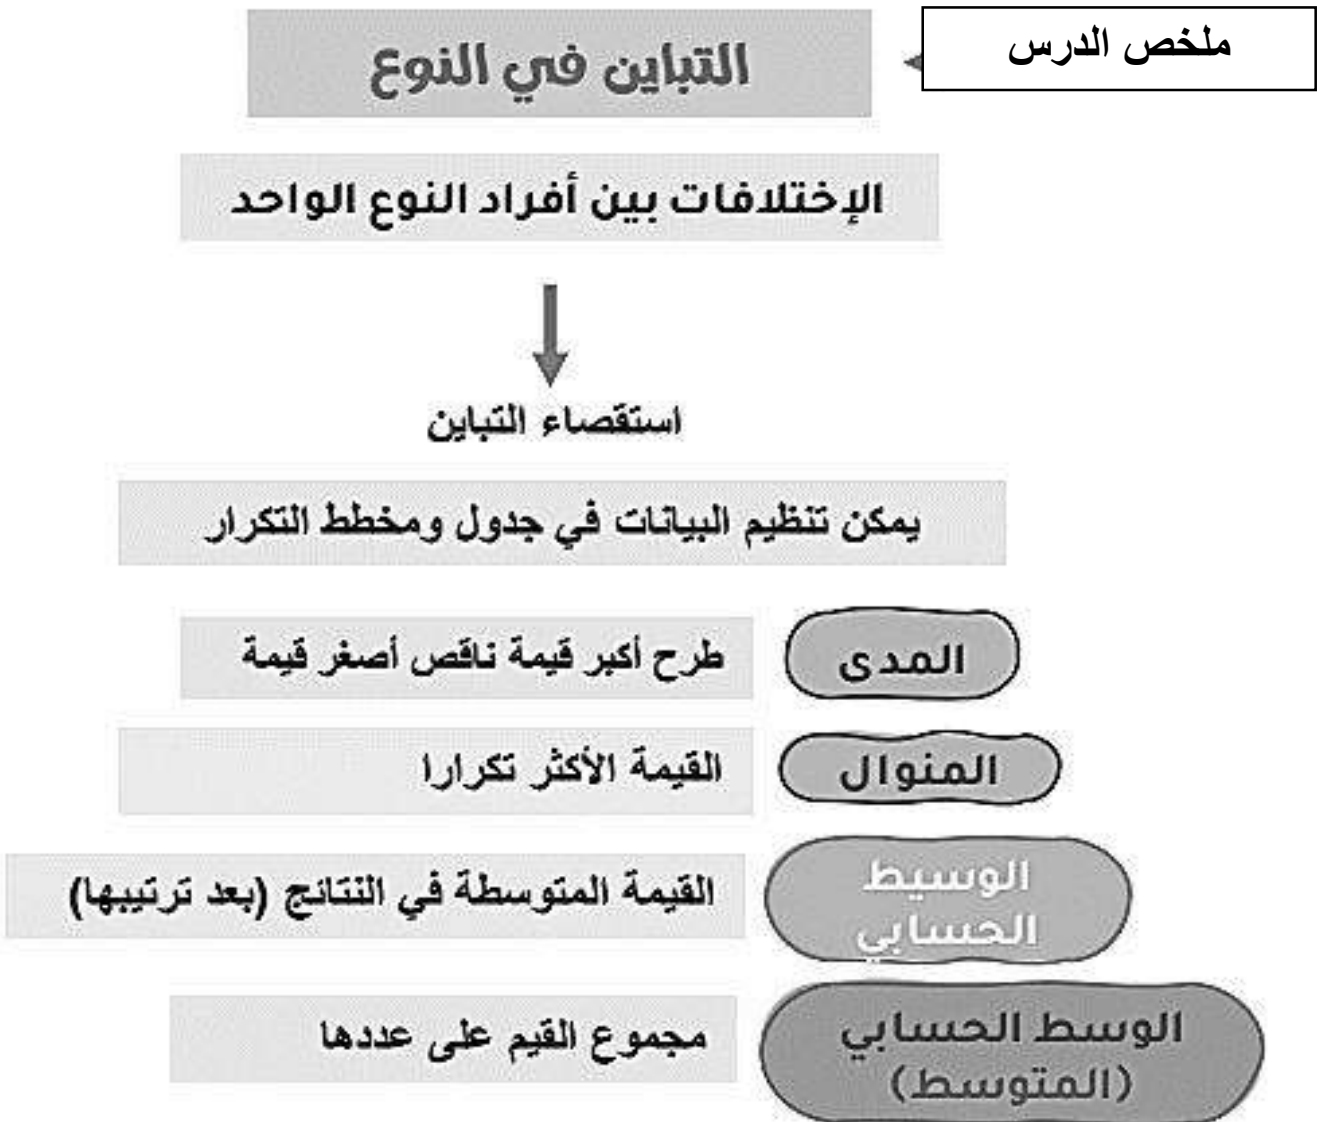 ملخص الدرس
التباين في النوع
الإختلافات بين أفراد النوع الواحد
استقصاء التباين
يمكن تنظيم البيانات في جدول ومخطط التكرار
المدى
طرح أكبر قيمة ناقص أصغر قيمة
المنوال
القيمة الأكثر تكرارا
الوسيط
الحسابي
القيمة المتوسطة في النتائج (بعد ترتيبها)
الوسط الحسابي
(المتوسط)
مجموع القيم على عددها